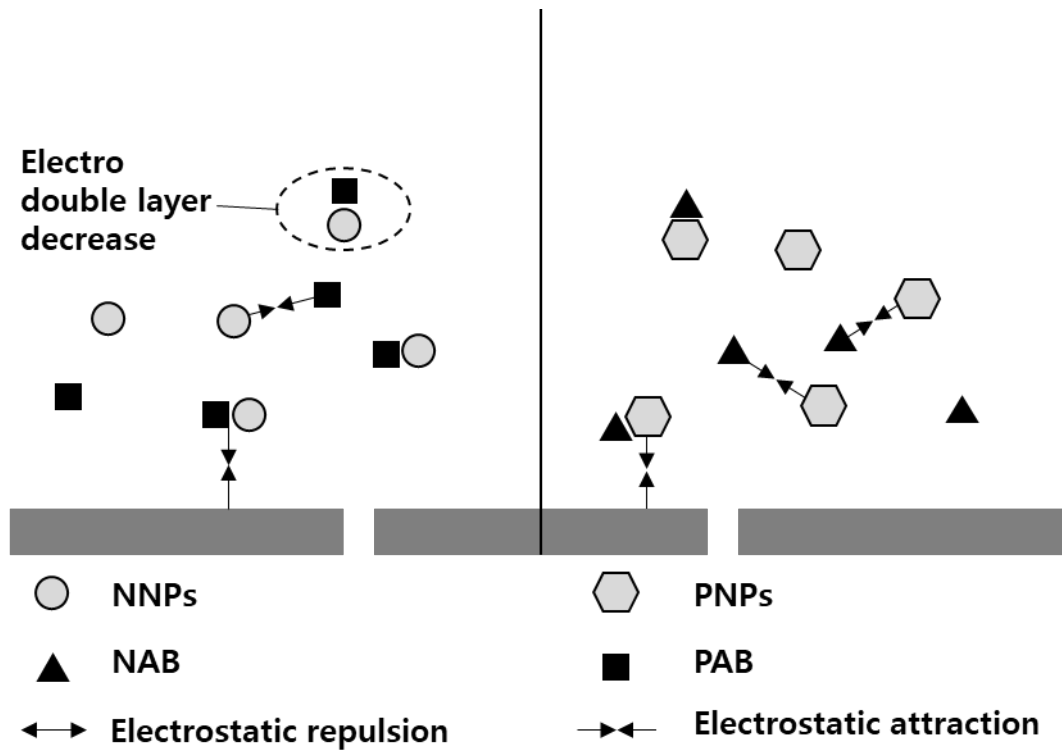 Electro
double layer
decrease
NNPs
PNPs
NAB
PAB
Electrostatic repulsion
Electrostatic attraction